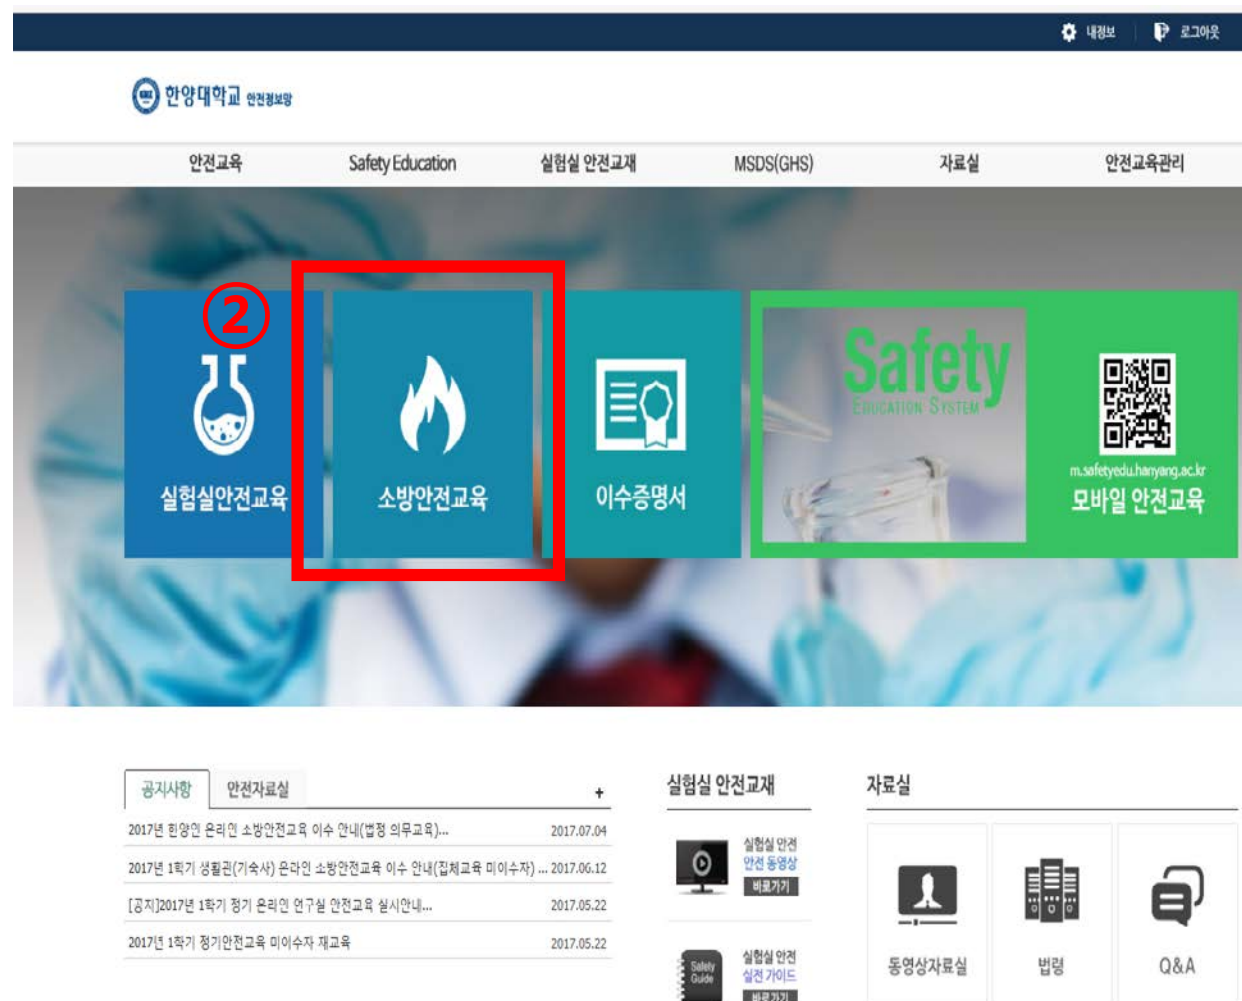 내정보 로그아웃
한양대학교 안전정보망
안전교육 Safety Education 실험실 안전교재 MSDS(GHS) 자료실 안전교육관리
②
실험실안전교육
소방안전교육
이수증명서
Safety
EDUCATION SYSTEM
m.safetyedu.hanyang.ac.kr
모바일 안전교육
공지사항 안전자료실 +
2017년 한양인 온라인 소방안전교육 이수 안내(법정 의무교육)... 2017.07.04
2017년 1학기 생활관(기숙사) 온라인 소방안전교육 이수 안내(집체교육 미이수자) ... 2017.06.12
[공지]2017년 1학기 정기 온라인 연구실 안전교육 실시안내... 2017.05.22
2017년 1학기 정기안전교육 미이수자 재교육 2017.05.22
실험실 안전교재
실험실 안전
안전 동영상
바로가기
Safety
Guide
실험실 안전
실전 가이드
바로가기
자료실
동영상자료실 법령 Q&A